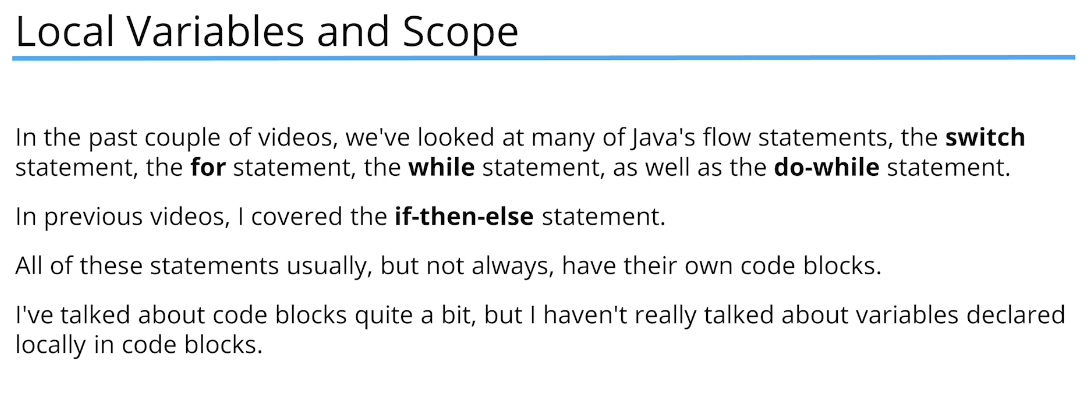 Local Variables and Scope
In the past couple of videos, we've looked at many of Java's flow statements, the switch
statement, the for statement, the while statement, as well as the do-while statement.
In previous videos, I covered the if-then-else statement.
All of these statements usually, but not always, have their own code blocks.
I've talked about code blocks quite a bit, but I haven't really talked about variables declared
locally in code blocks.